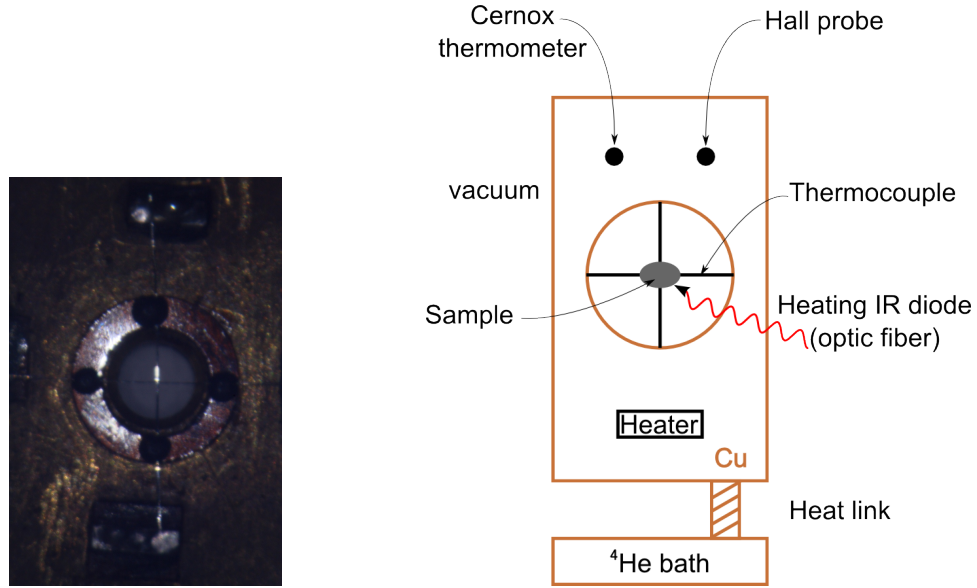 Cernox
thermometer
Hall probe
vacuum
Thermocouple
Sample
Heating IR diode
(optic fiber)
Heater
Cu
Heat link
⁴He bath